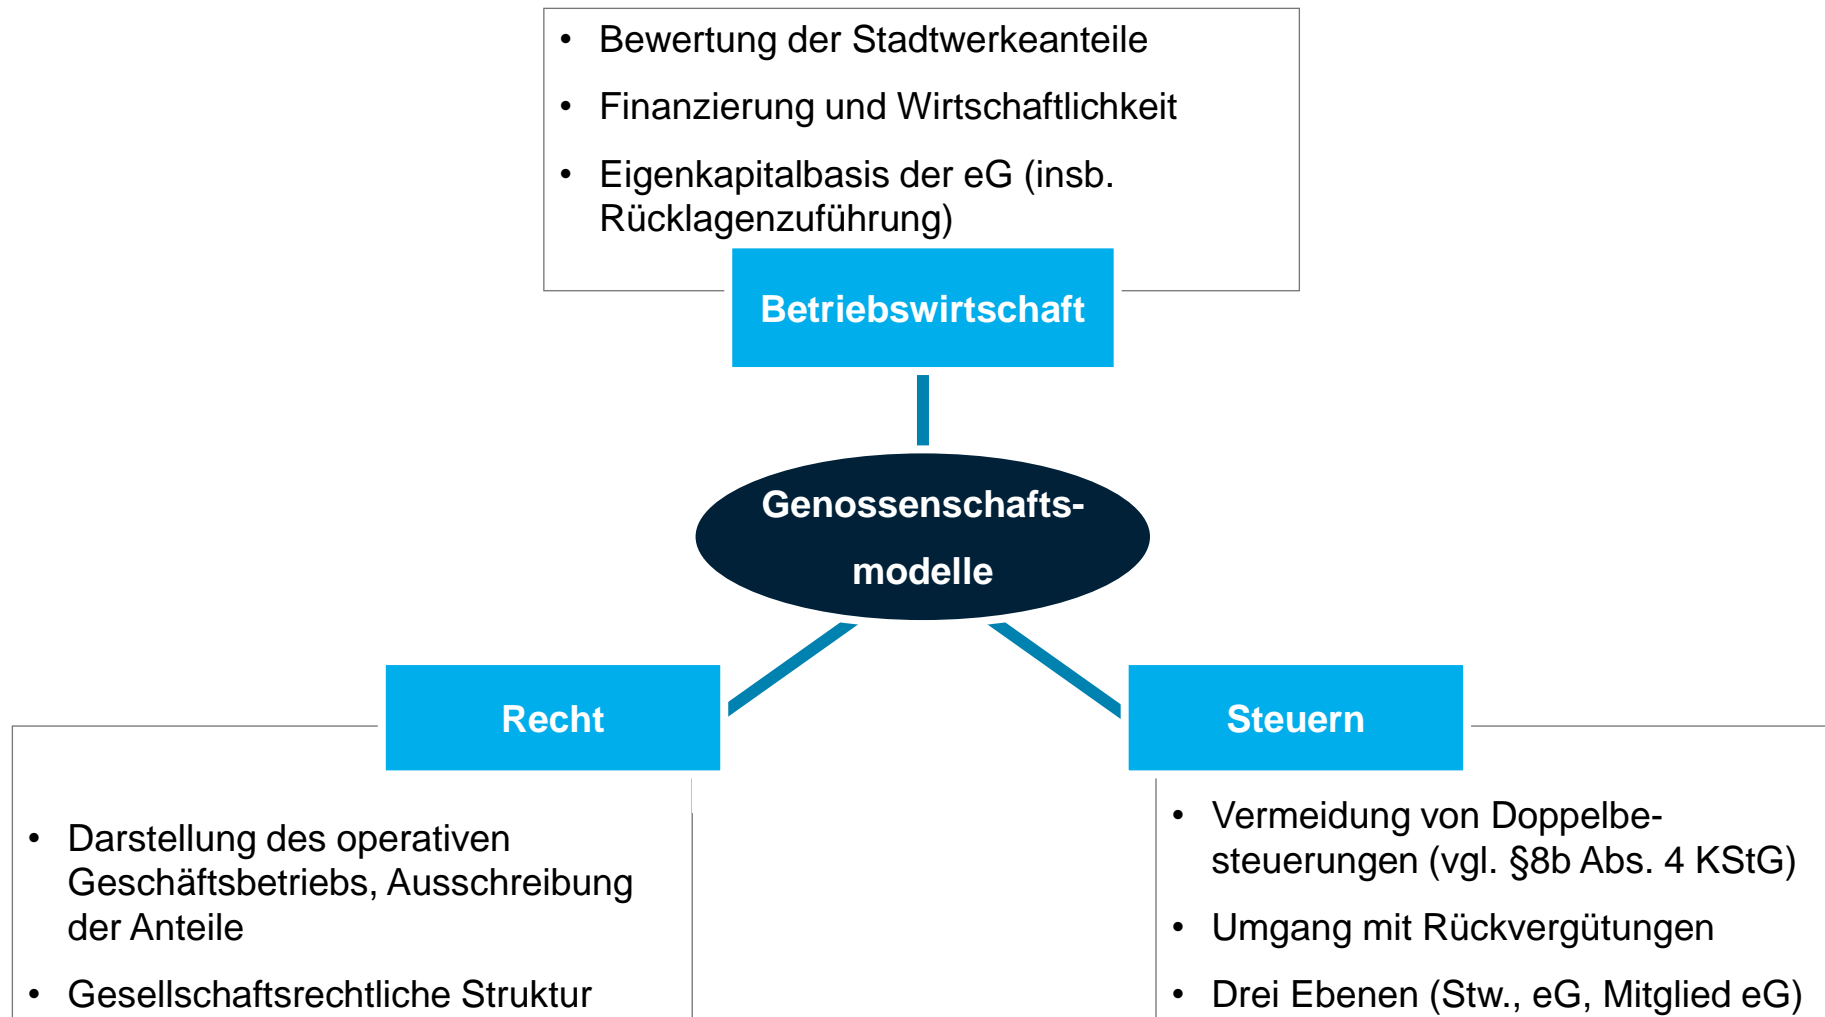 • Bewertung der Stadtwerkeanteile
• Finanzierung und Wirtschaftlichkeit
• Eigenkapitalbasis der eG (insb.
Rücklagenzuführung)
Betriebswirtschaft
Genossenschafts-
modelle
Recht
• Darstellung des operativen
Geschäftsbetriebs, Ausschreibung
der Anteile
• Gesellschaftsrechtliche Struktur
Steuern
• Vermeidung von Doppelbe-
steuerungen (vgl. §8b Abs. 4 KStG)
• Umgang mit Rückvergütungen
• Drei Ebenen (Stw., eG, Mitglied eG)